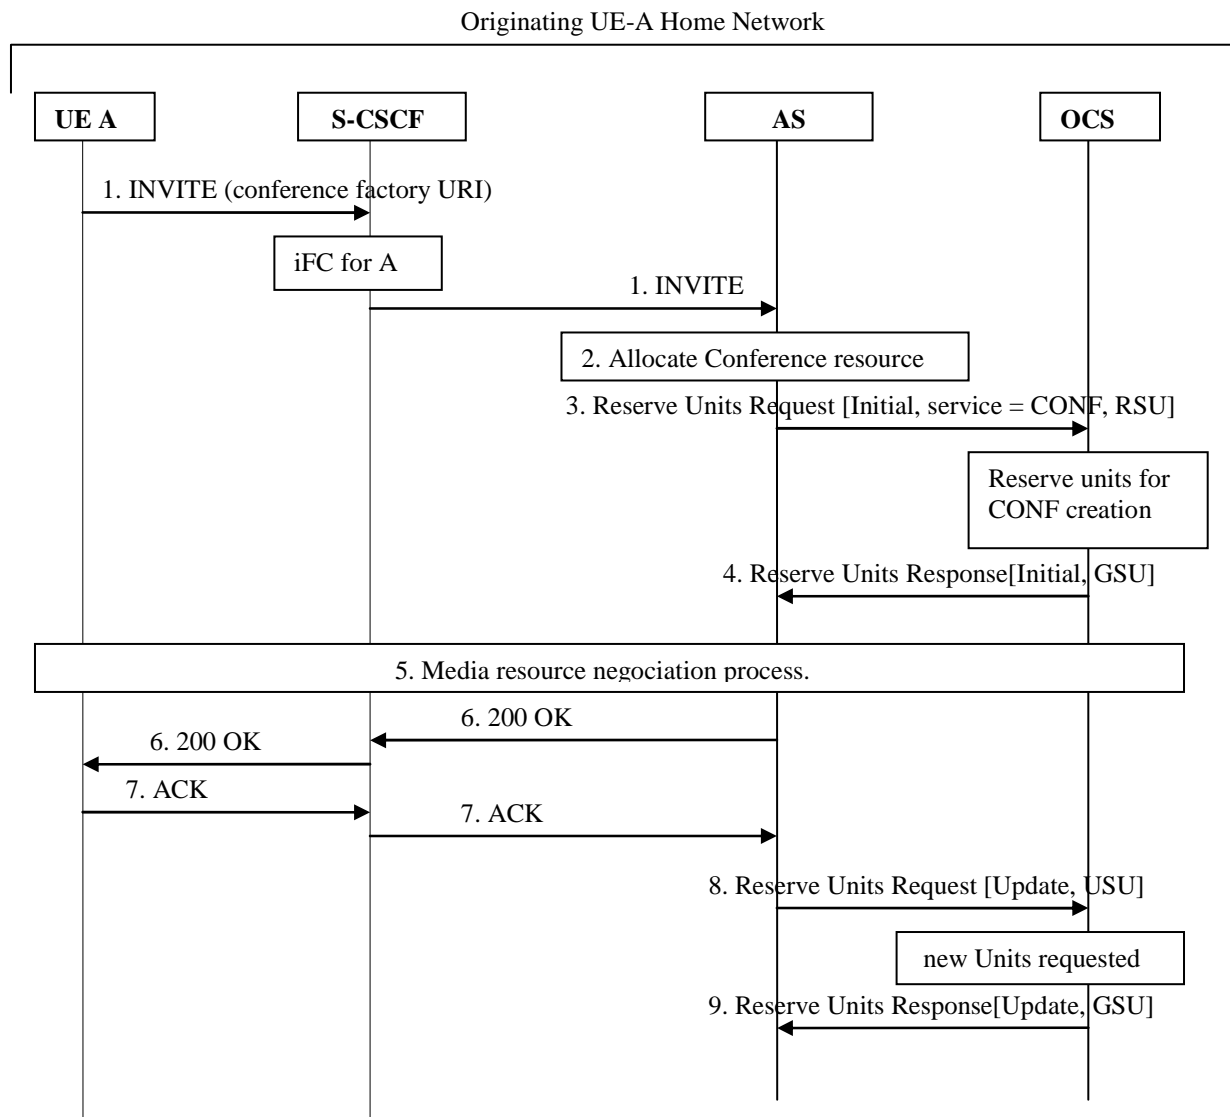 Originating UE-A Home Network
UE A
S-CSCF
AS
OCS
1. INVITE (conference factory URI)
iFC for A
1. INVITE
2. Allocate Conference resource
3. Reserve Units Request [Initial, service = CONF, RSU]
Reserve units for
CONF creation
4. Reserve Units Response[Initial, GSU]
5. Media resource negociation process.
6. 200 OK
6. 200 OK
7. ACK
7. ACK
8. Reserve Units Request [Update, USU]
new Units requested
9. Reserve Units Response[Update, GSU]